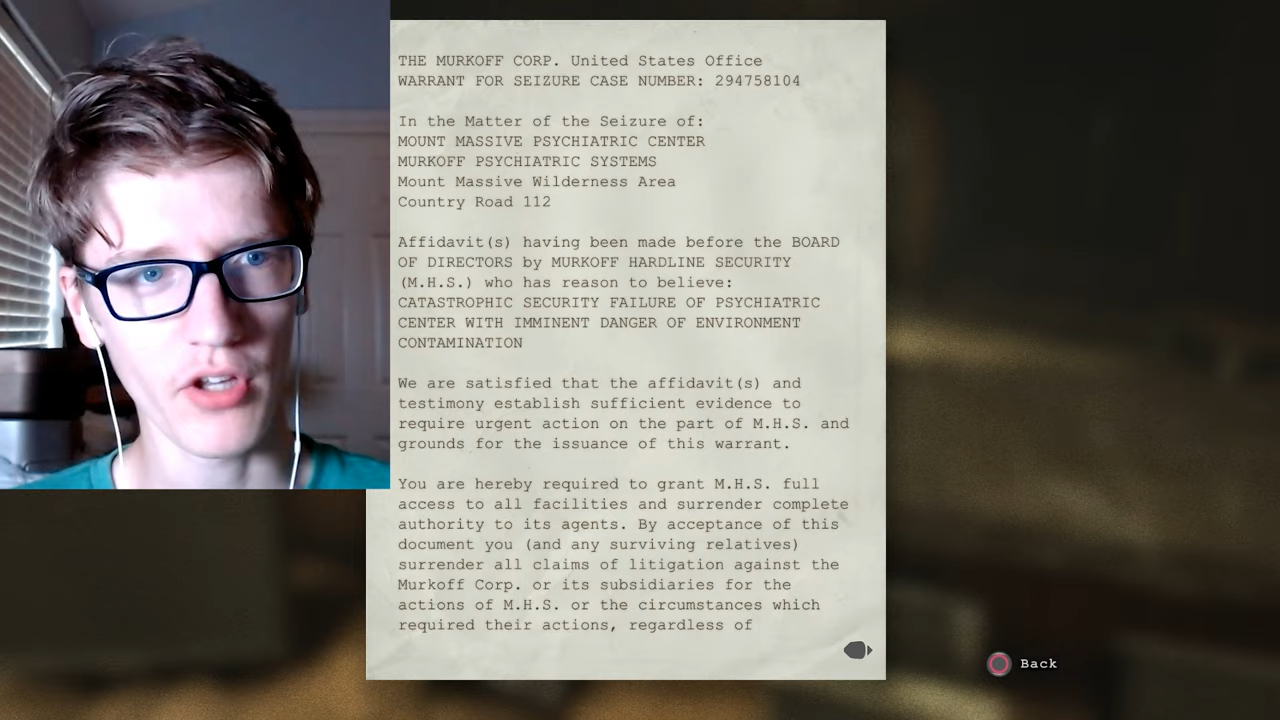 THE MURKOFF CORP. United States Office
WARRANT FOR SEIZURE CASE NUMBER: 294758104
In the Matter of the Seizure of:
MOUNT MASSIVE PSYCHIATRIC CENTER
MURKOFF PSYCHIATRIC SYSTEMS
Mount Massive Wilderness Area
Country Road 112
Affidavit(s) having been made before the BOARD
OF DIRECTORS by MURKOFF HARDLINE SECURITY
(M.H.S.) who has reason to believe:
CATASTROPHIC SECURITY FAILURE OF PSYCHIATRIC
CENTER WITH IMMINENT DANGER OF ENVIRONMENT
CONTAMINATION
We are satisfied that the affidavit(s) and
testimony establish sufficient evidence to
require urgent action on the part of M.H.S. and
grounds for the issuance of this warrant.
You are hereby required to grant M.H.S. full
access to all facilities and surrender complete
authority to its agents. By acceptance of this
document you (and any surviving relatives)
surrender all claims of litigation against the
Murkoff Corp. or its subsidiaries for the
actions of M.H.S. or the circumstances which
required their actions, regardless of
Back